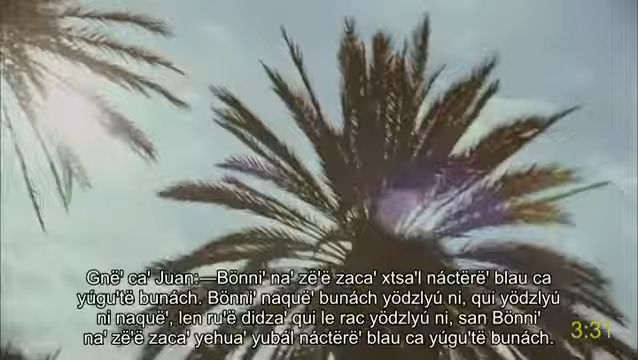 Gnë' ca' Juan:—Bönni' na' zë'ë zaca' xtsa'l náctërë' blau ca
yúgu'të bunách. Bönni' naquë' bunách yödzlyú ni, qui yödzlyú
ni naquë', len ru'ë didza' qui le rac yödzlyú ni, san Bönni'
na' zë'ë zaca' yehua' yubál náctërë' blau ca yúgu'të bunách.
3:31